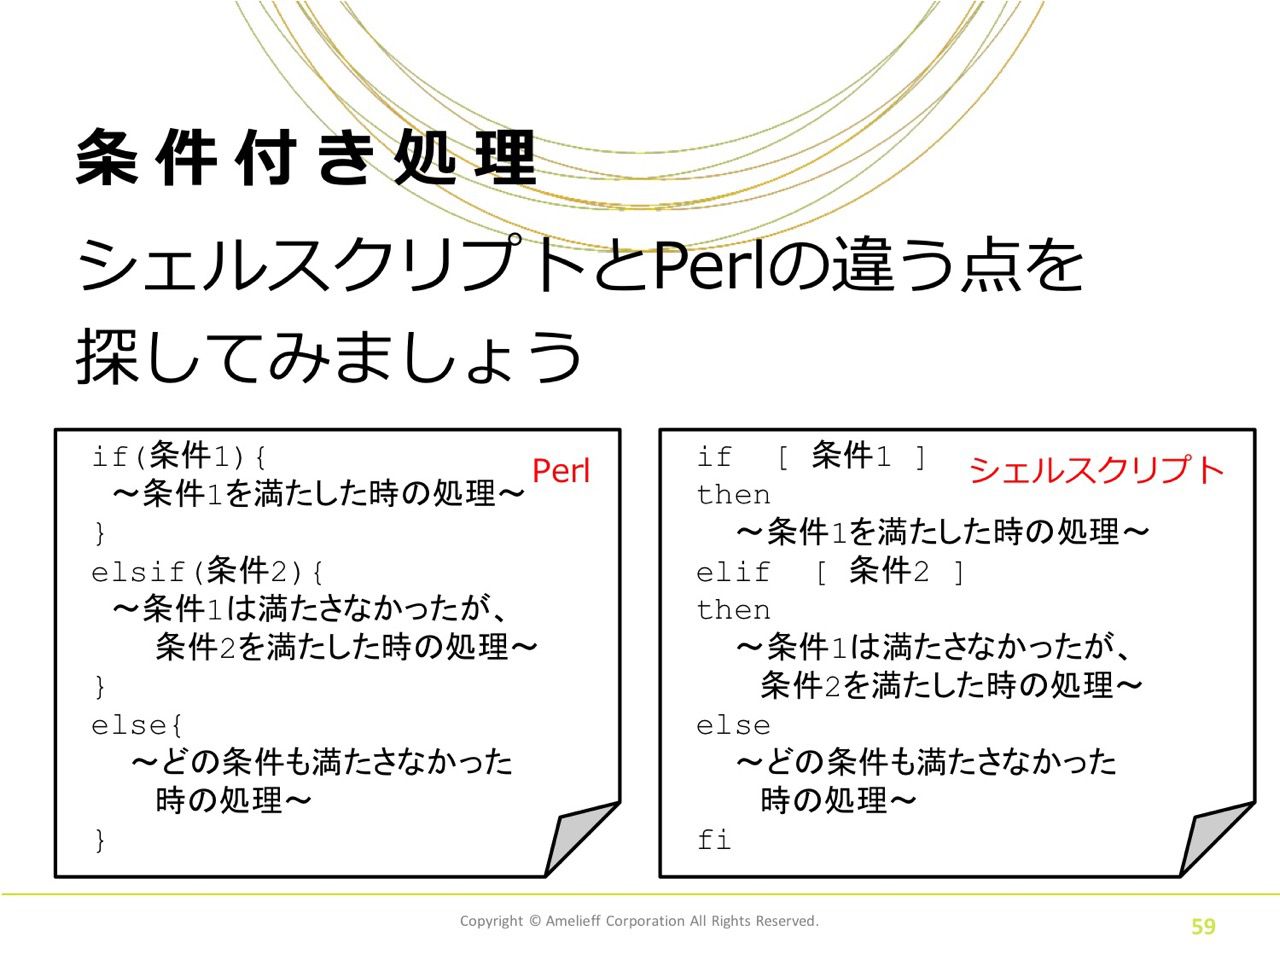 条件付き処理
シェルスクリプトとPerlの違う点を
探してみましょう
if(条件1){
Perl
～条件1を満たした時の処理～
}
elsif(条件2){
～条件1は満たさなかったが、
条件2を満たした時の処理～
}
else{
～どの条件も満たさなかった
時の処理～
}
if [ 条件1 ]
シェルスクリプト
then
～条件1を満たした時の処理～
elif [ 条件2 ]
then
～条件1は満たさなかったが、
条件2を満たした時の処理～
else
～どの条件も満たさなかった
時の処理～
fi
Copyright © Amelieff Corporation All Rights Reserved.
59